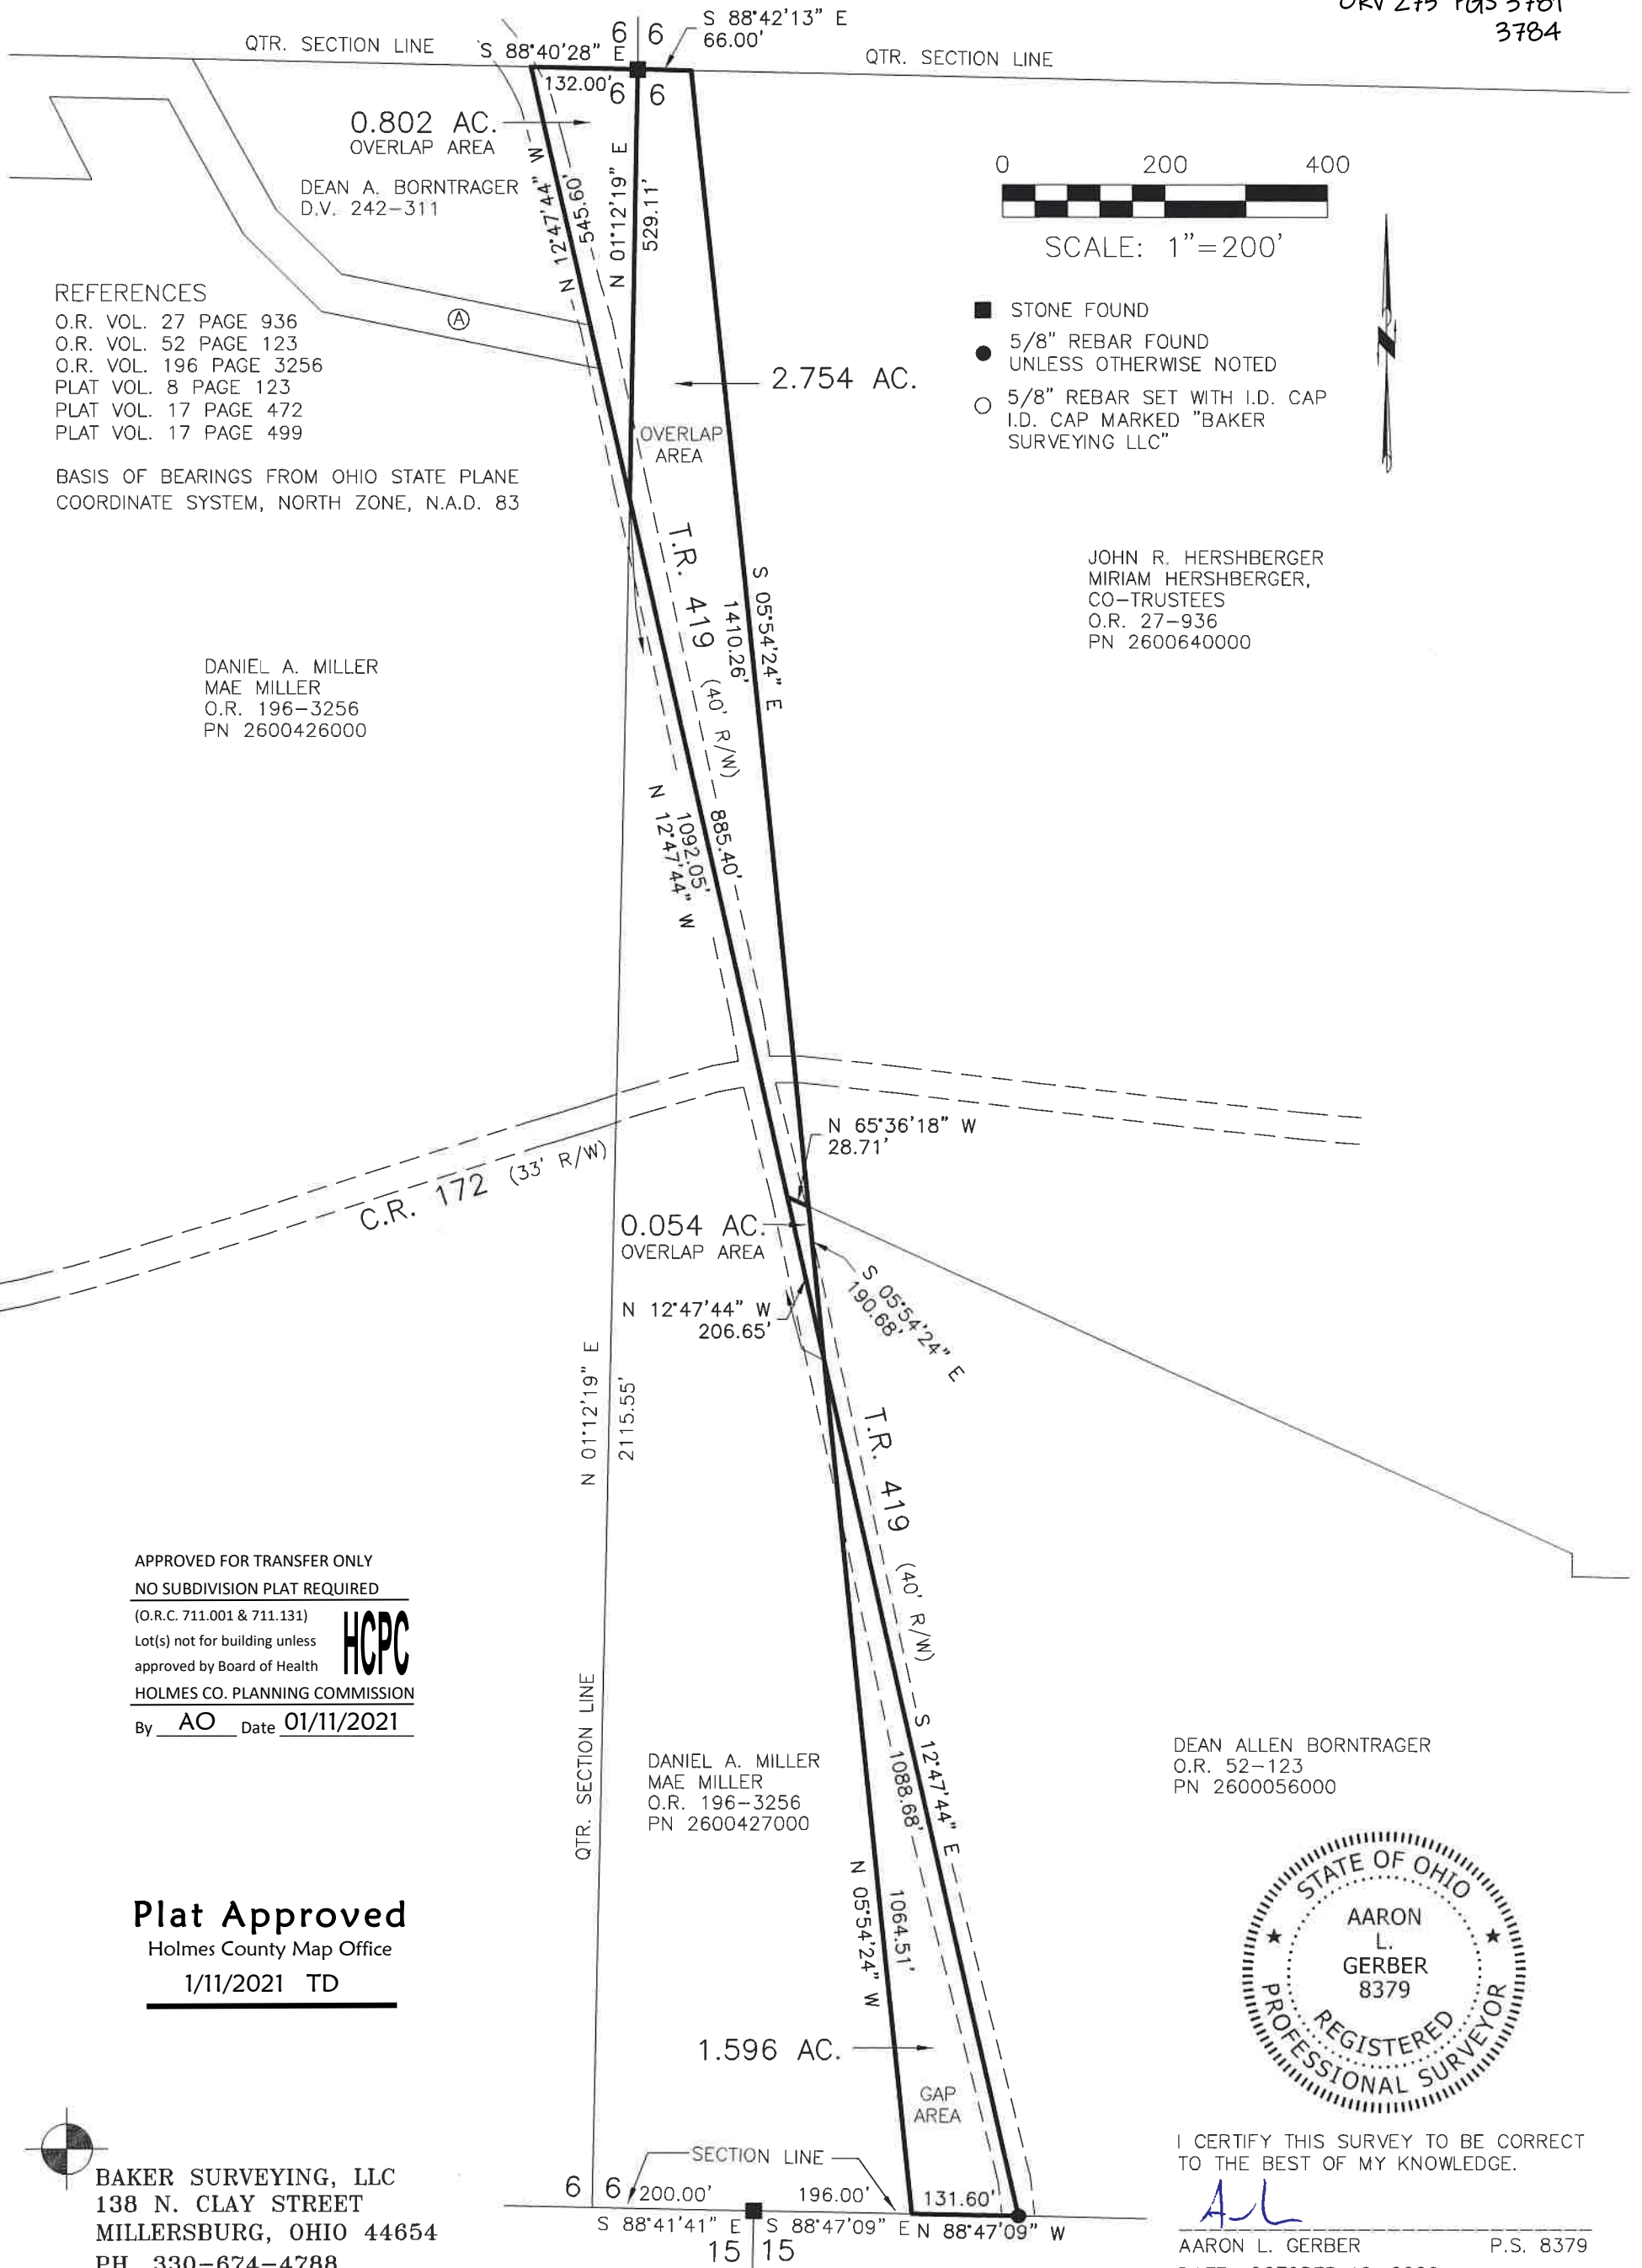 ORV 275 PGS 3781
3784
S 88°42'13" E
66.00'
6 6
QTR. SECTION LINE
S 88°40'28" E
QTR. SECTION LINE
132.00'
6 6
0.802 AC.
OVERLAP AREA
DEAN A. BORNTRAGER
D.V. 242-311
N 12°47'44" W
545.60'
N 01°12'19" E
529.11'
0 200 400
SCALE: 1"=200'
REFERENCES
O.R. VOL. 27 PAGE 936
O.R. VOL. 52 PAGE 123
O.R. VOL. 196 PAGE 3256
PLAT VOL. 8 PAGE 123
PLAT VOL. 17 PAGE 472
PLAT VOL. 17 PAGE 499
BASIS OF BEARINGS FROM OHIO STATE PLANE
COORDINATE SYSTEM, NORTH ZONE, N.A.D. 83
A
STONE FOUND
5/8" REBAR FOUND
UNLESS OTHERWISE NOTED
5/8" REBAR SET WITH I.D. CAP
I.D. CAP MARKED "BAKER
SURVEYING LLC"
N
2.754 AC.
OVERLAP
AREA
T.R. 419 (40' R/W)
S 05°54'24" E
1410.26'
JOHN R. HERSHBERGER
MIRIAM HERSHBERGER,
CO-TRUSTEES
O.R. 27-936
PN 2600640000
DANIEL A. MILLER
MAE MILLER
O.R. 196-3256
PN 2600426000
885.40'
1092.05'
N 12°47'44" W
C.R. 172 (33' R/W)
N 65°36'18" W
28.71'
0.054 AC.
OVERLAP AREA
N 12°47'44" W
206.65'
S 05°54'24" E
190.68'
N 01°12'19" E
2115.55'
T.R. 419 (40' R/W)
S 12°47'44" E
1088.68'
APPROVED FOR TRANSFER ONLY
NO SUBDIVISION PLAT REQUIRED
(O.R.C. 711.001 & 711.131)
Lot(s) not for building unless
approved by Board of Health
HCPC
HOLMES CO. PLANNING COMMISSION
By AO Date 01/11/2021
QTR. SECTION LINE
DANIEL A. MILLER
MAE MILLER
O.R. 196-3256
PN 2600427000
DEAN ALLEN BORNTRAGER
O.R. 52-123
PN 2600056000
N 05°54'24" W
1064.51'
Plat Approved
Holmes County Map Office
1/11/2021 TD
STATE OF OHIO
AARON
L.
GERBER
8379
REGISTERED
PROFESSIONAL SURVEYOR
1.596 AC.
GAP
AREA
SECTION LINE
6 6
200.00'
196.00'
131.60'
S 88°41'41" E
S 88°47'09" E
N 88°47'09" W
15 15
BAKER SURVEYING, LLC
138 N. CLAY STREET
MILLERSBURG, OHIO 44654
PH. 330-674-4788
I CERTIFY THIS SURVEY TO BE CORRECT
TO THE BEST OF MY KNOWLEDGE.
AARON L. GERBER P.S. 8379